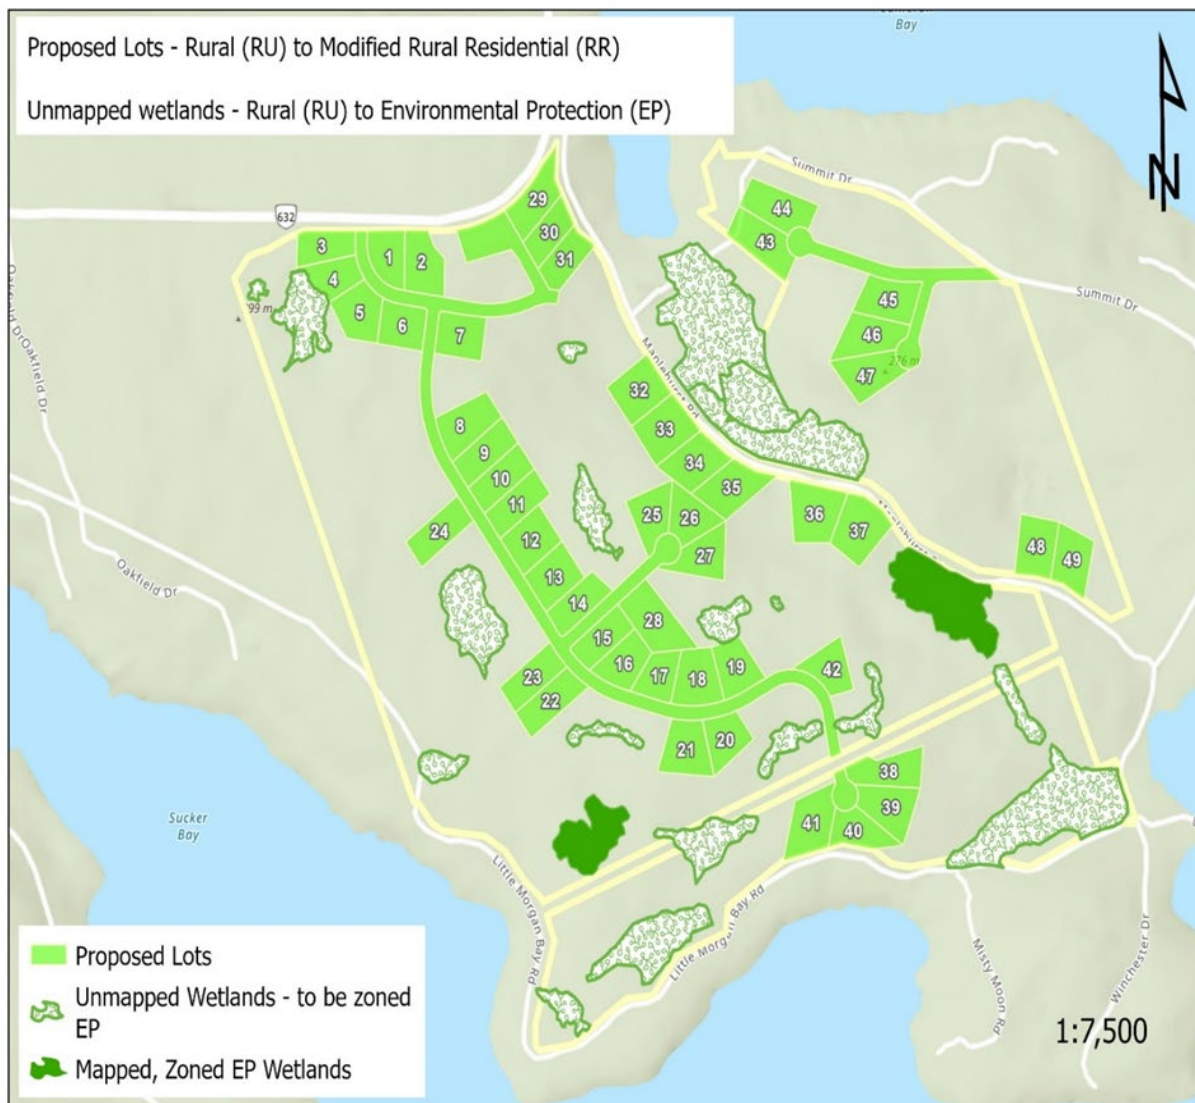 Bay
Proposed Lots - Rural (RU) to Modified Rural Residential (RR)
Unmapped wetlands - Rural (RU) to Environmental Protection (EP)
N
Summit Dr
632
29
44
30
43
31
3
1
2
4
45
Summit Dr
5
6
7
46
47
276 m
99 m
Oakfield Dr
Maplehurst Rd
32
8
33
9
34
10
35
11
25
26
36
37
24
12
27
48
49
13
Oakfield Dr
14
28
15
16
17
18
19
42
23
22
21
20
38
39
41
40
Sucker
Bay
Little Morgan Bay Rd
Little Morgan Bay Rd
Misty Moon Rd
Winchester Dr
Proposed Lots
Unmapped Wetlands - to be zoned
EP
Mapped, Zoned EP Wetlands
1:7,500